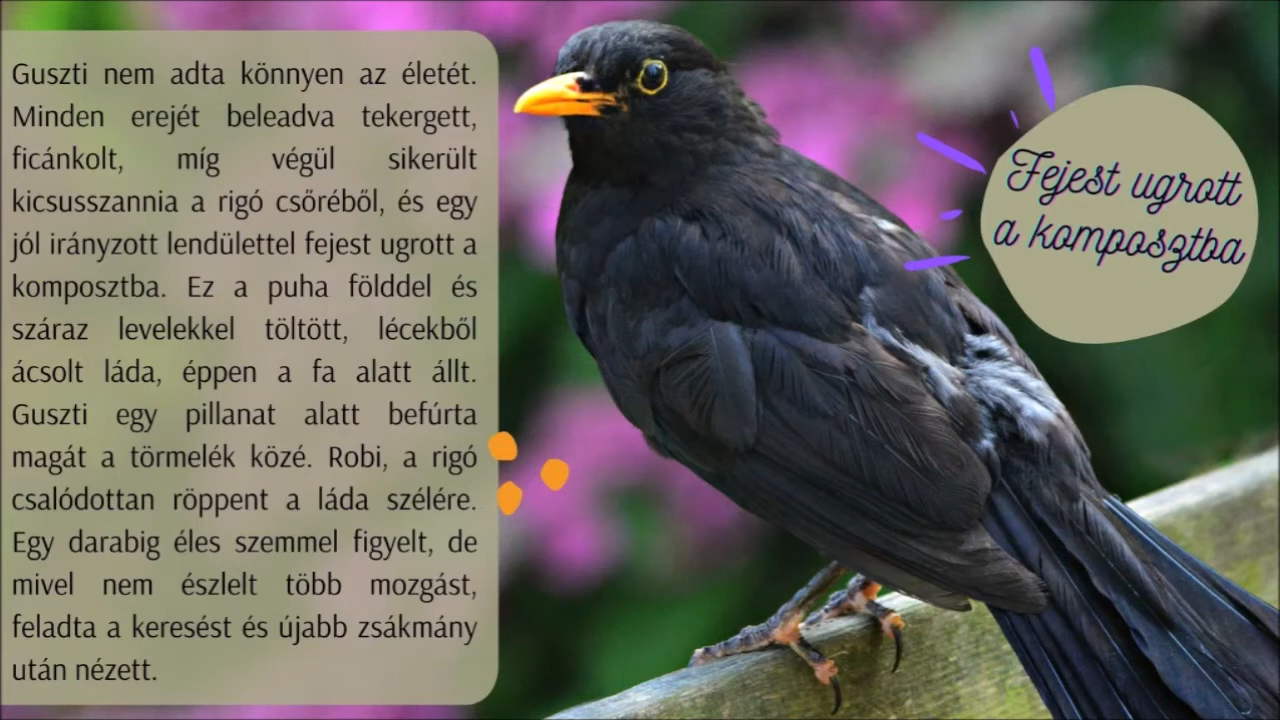 Guszti nem adta könnyen az életét.
Minden erejét beleadva tekergett,
ficánkolt, míg végül sikerült
kicsusszannia a rigó csőréből, és egy
jól irányzott lendülettel fejest ugrott a
komposztba. Ez a puha földdel és
száraz levelekkel töltött, lécekből
ácsolt láda, éppen a fa alatt állt.
Guszti egy pillanat alatt befúrta
magát a törmelék közé. Robi, a rigó
csalódottan röppent a láda szélére.
Egy darabig éles szemmel figyelt, de
mivel nem észlelt több mozgást,
feladta a keresést és újabb zsákmány
után nézett.
Fejest ugrott
a komposztba